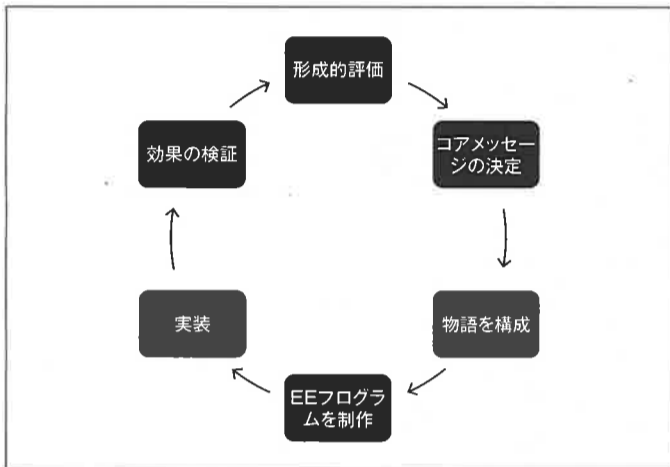 形成的評価
コアメッセー
ジの決定
物語を構成
EEプログラ
ムを制作
実装
効果の検証